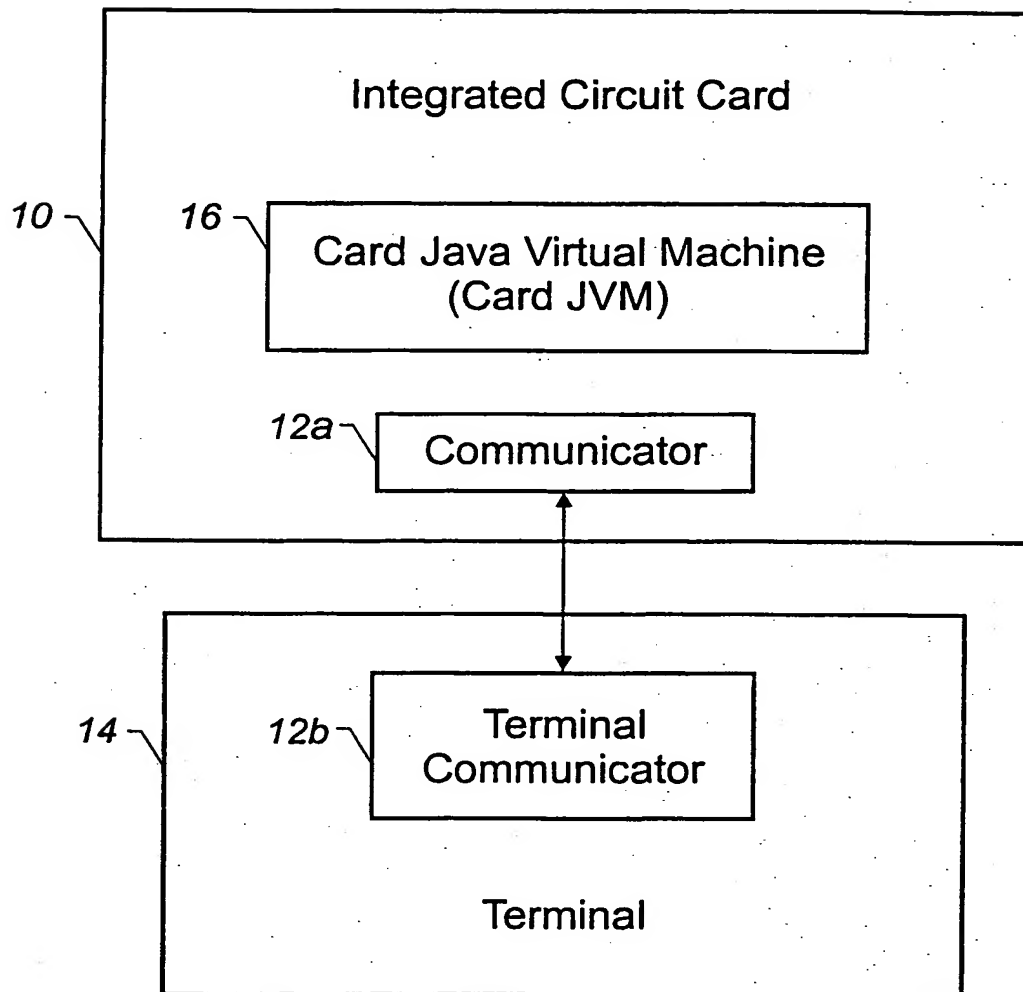 Integrated Circuit Card
10
16
Card Java Virtual Machine
(Card JVM)
12a
Communicator
14
12b
Terminal
Communicator
Terminal